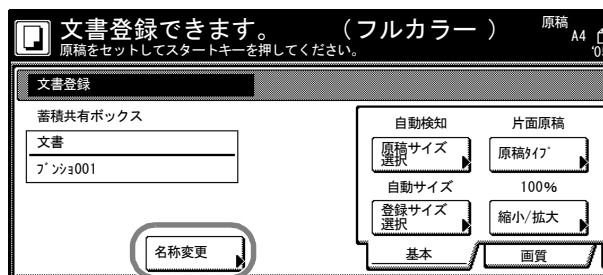 文書登録できます。 （フルカラー ）
原稿をセットしてスタートキーを押してください。
原稿
A4
文書登録
蓄積共有ボックス
文書
ﾌﾞﾝｼｮ001
名称変更
自動検知
原稿サイズ
選択
片面原稿
原稿ﾀｲﾌﾟ
自動サイズ
登録サイズ
選択
100%
縮小/拡大
基本
画質